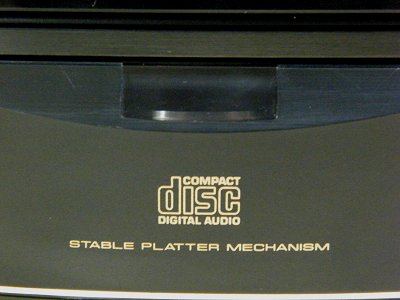 COMPACT
disc
DIGITAL AUDIO
STABLE PLATTER MECHANISM